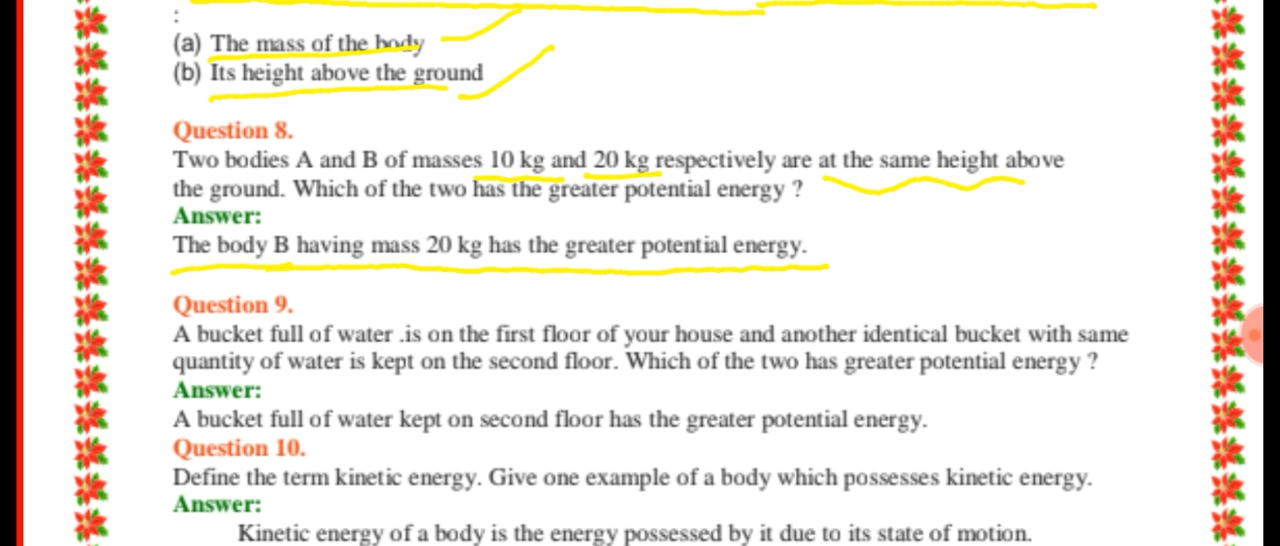 :
(a) The mass of the body
(b) Its height above the ground
Question 8.
Two bodies A and B of masses 10 kg and 20 kg respectively are at the same height above
the ground. Which of the two has the greater potential energy ?
Answer:
The body B having mass 20 kg has the greater potential energy.
Question 9.
A bucket full of water .is on the first floor of your house and another identical bucket with same
quantity of water is kept on the second floor. Which of the two has greater potential energy ?
Answer:
A bucket full of water kept on second floor has the greater potential energy.
Question 10.
Define the term kinetic energy. Give one example of a body which possesses kinetic energy.
Answer:
Kinetic energy of a body is the energy possessed by it due to its state of motion.